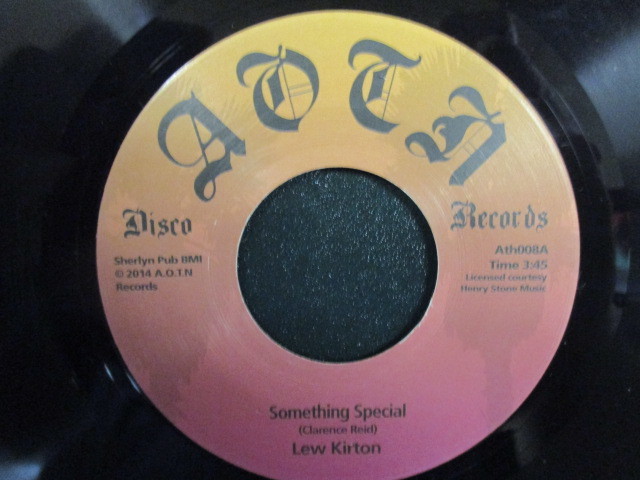 AOTN
Disco Records
Sherlyn Pub BMI
© 2014 A.O.T.N
Records
Ath008A
Time 3:45
Licensed courtesy
Henry Stone Music
Something Special
(Clarence Reid)
Lew Kirton